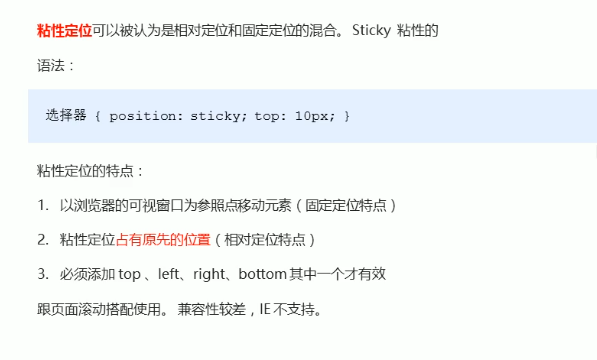 粘性定位可以被认为是相对定位和固定定位的混合。 Sticky 粘性的
语法：
选择器 { position: sticky; top: 10px; }
粘性定位的特点：
1. 以浏览器的可视窗口为参照点移动元素（固定定位特点）
2. 粘性定位占有原先的位置（相对定位特点）
3. 必须添加 top 、left、right、bottom 其中一个才有效
跟页面滚动搭配使用。 兼容性较差，IE 不支持。